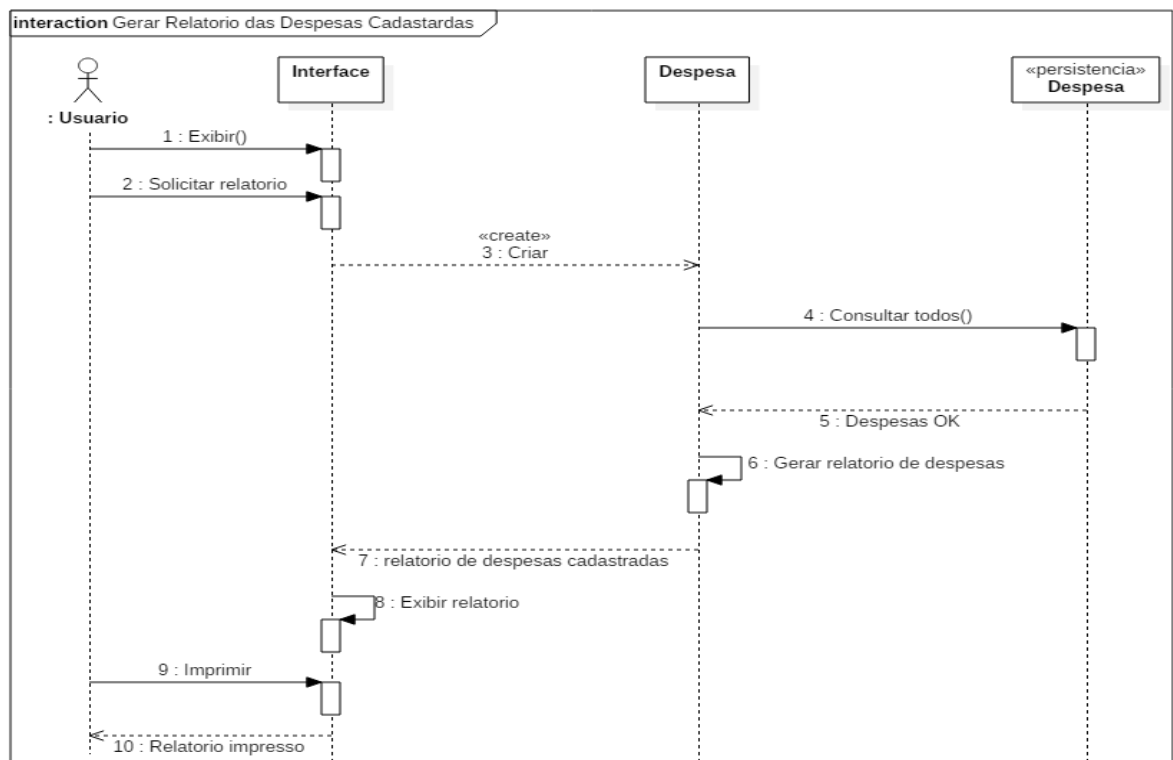 interaction Gerar Relatorio das Despesas Cadastardas
Interface
Despesa
«persistencia»
Despesa
: Usuario
1 : Exibir()
2 : Solicitar relatorio
«create»
3 : Criar
4 : Consultar todos()
5 : Despesas OK
6 : Gerar relatorio de despesas
7 : relatorio de despesas cadastradas
8 : Exibir relatorio
9 : Imprimir
10 : Relatorio impresso